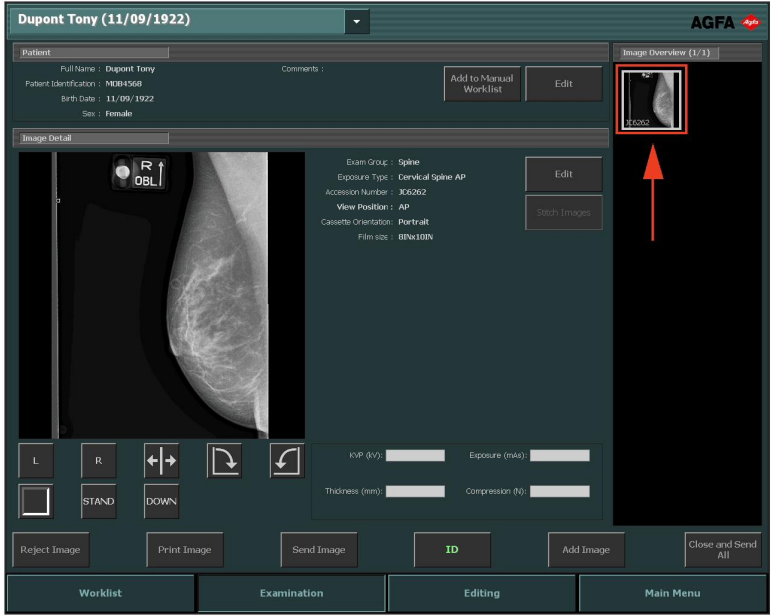 Dupont Tony (11/09/1922)
AGFA
Patient
Full Name : Dupont Tony
Comments :
Patient Identification : MDB4568
Birth Date : 11/09/1922
Sex : Female
Add to Manual
Worklist
Edit
Image Overview (1/1)
JC6262
Image Detail
R
OBL
Exam Group : Spine
Exposure Type : Cervical Spine AP
Accession Number : JC6262
View Position : AP
Cassette Orientation: Portrait
Film size : 8INx10IN
Edit
Stitch Images
L
R
STAND
DOWN
KVP (kV):
Exposure (mAs):
Thickness (mm):
Compression (N):
Reject Image
Print Image
Send Image
ID
Add Image
Close and Send
All
Worklist
Examination
Editing
Main Menu